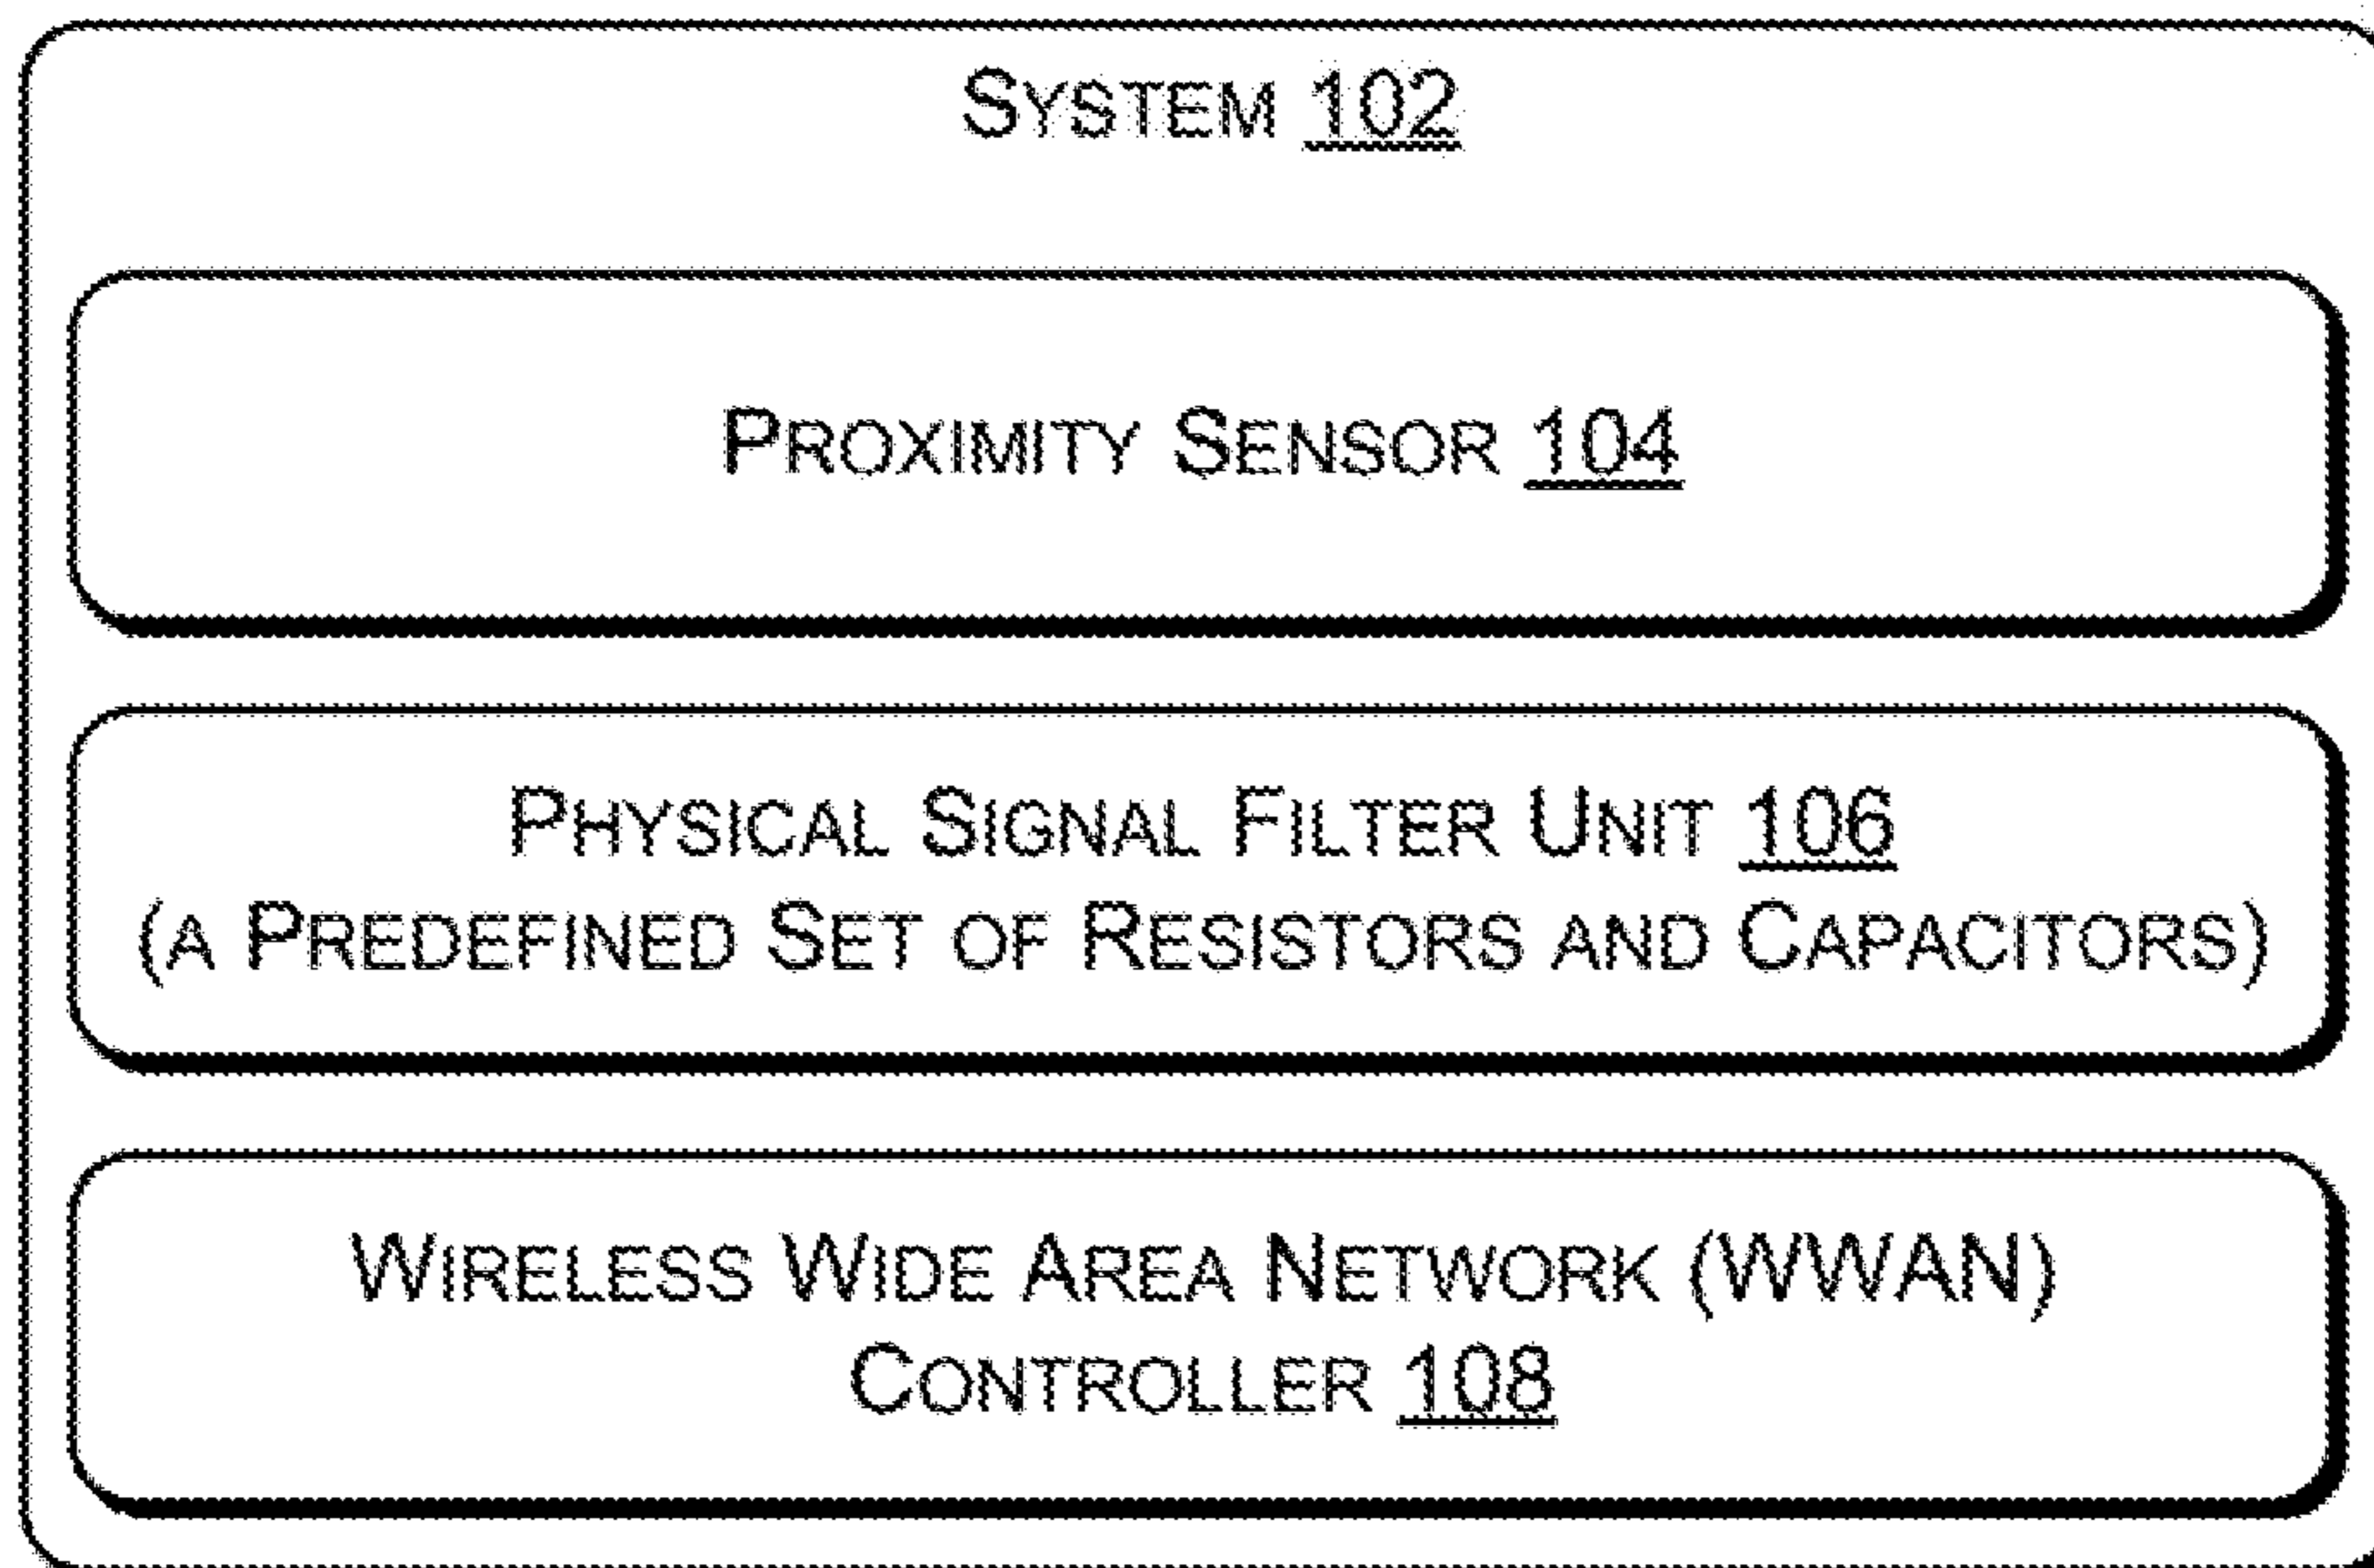 SYSTEM 102
PROXIMITY SENSOR 104
PHYSICAL SIGNAL FILTER UNIT 106
(A PREDEFINED SET OF RESISTORS AND CAPACITORS)
WIRELESS WIDE AREA NETWORK (WWAN)
CONTROLLER 108